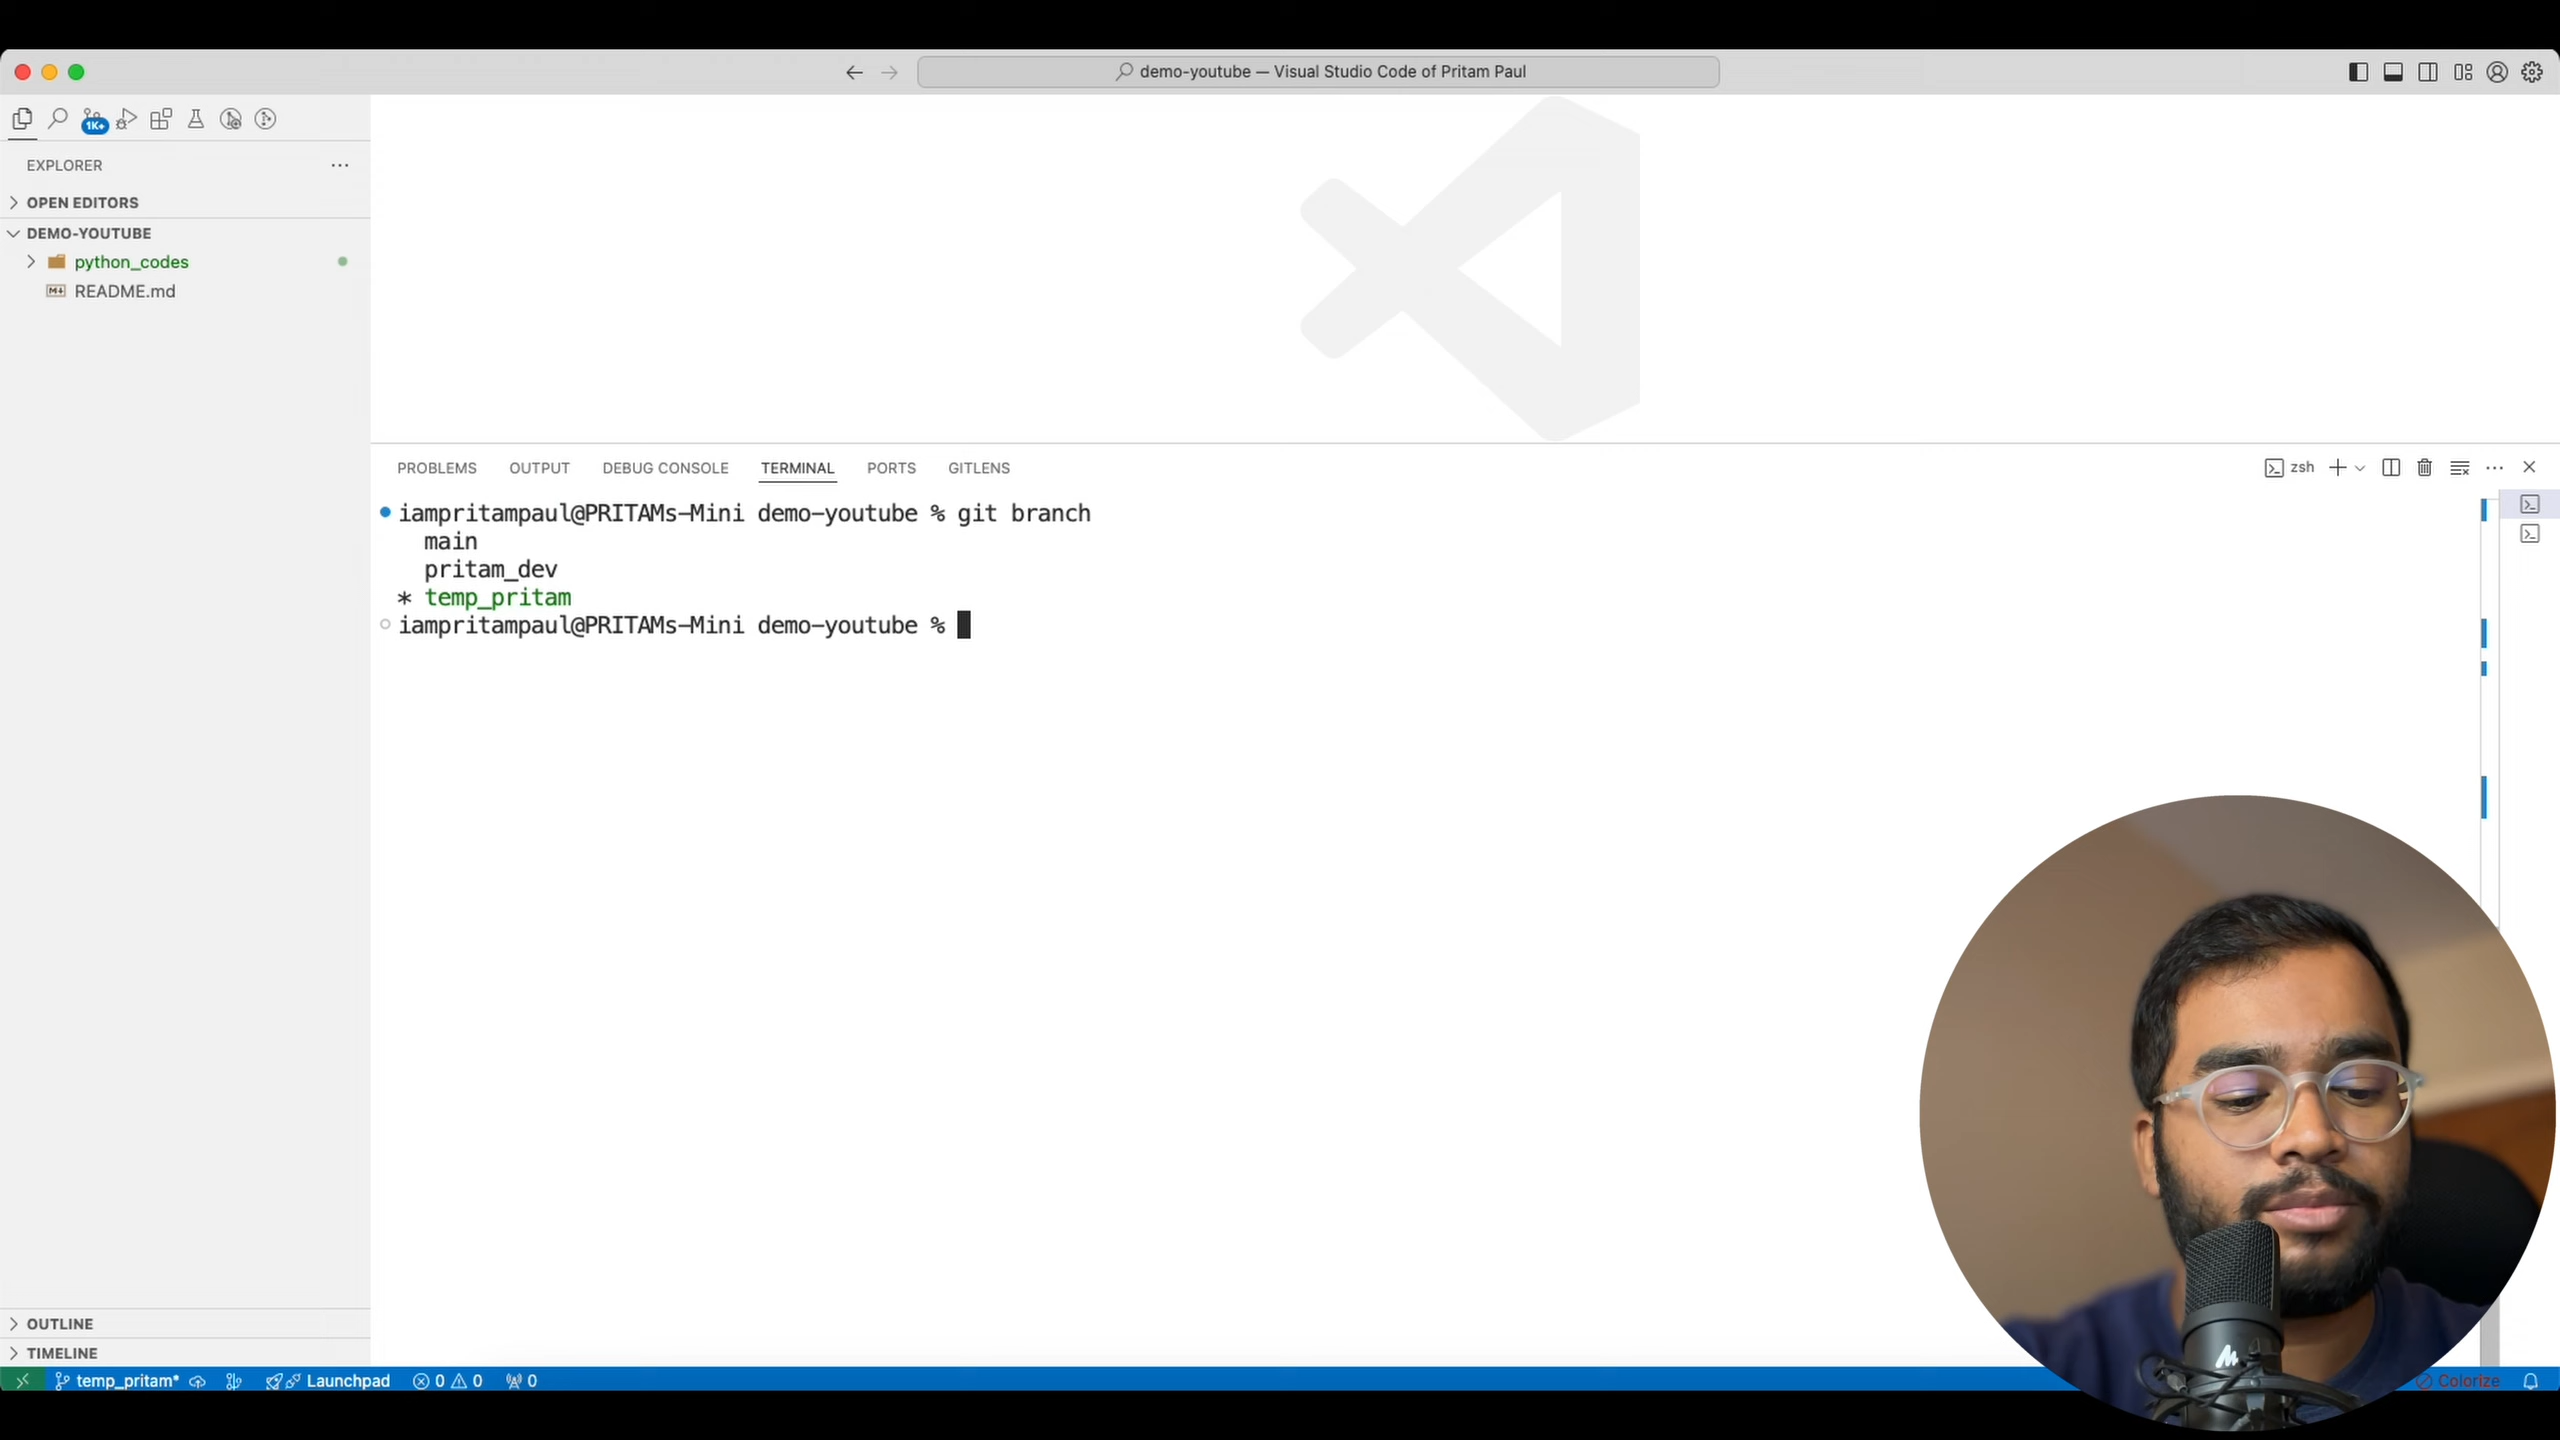 demo-youtube — Visual Studio Code of Pritam Paul
1K+
EXPLORER
OPEN EDITORS
DEMO-YOUTUBE
python_codes
README.md
PROBLEMS OUTPUT DEBUG CONSOLE TERMINAL PORTS GITLENS
zsh
iampritampaul@PRITAMs-Mini demo-youtube % git branch
main
pritam_dev
* temp_pritam
iampritampaul@PRITAMs-Mini demo-youtube %
OUTLINE
TIMELINE
temp_pritam* Launchpad 0 0 0
Colorize